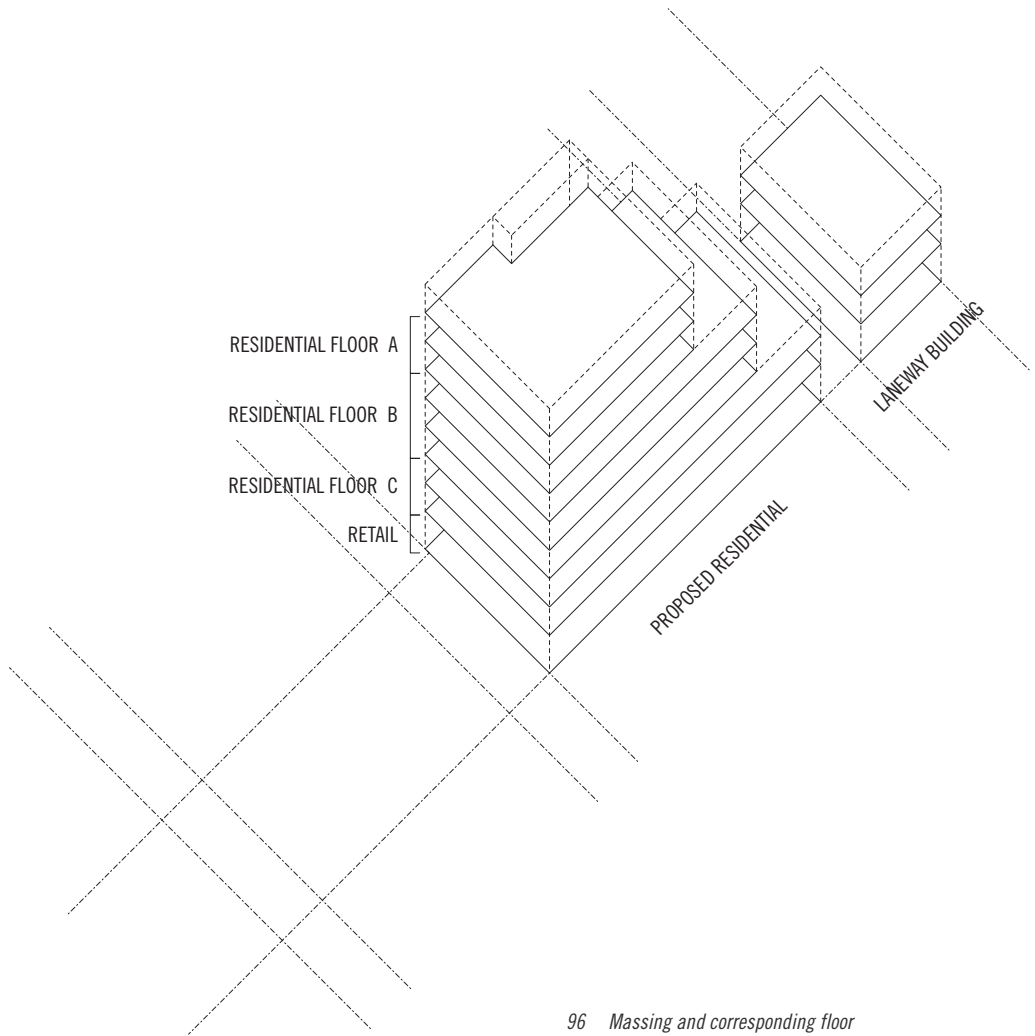 RESIDENTIAL FLOOR A
RESIDENTIAL FLOOR B
RESIDENTIAL FLOOR C
RETAIL
LANEWAY BUILDING
PROPOSED RESIDENTIAL
96 Massing and corresponding floor